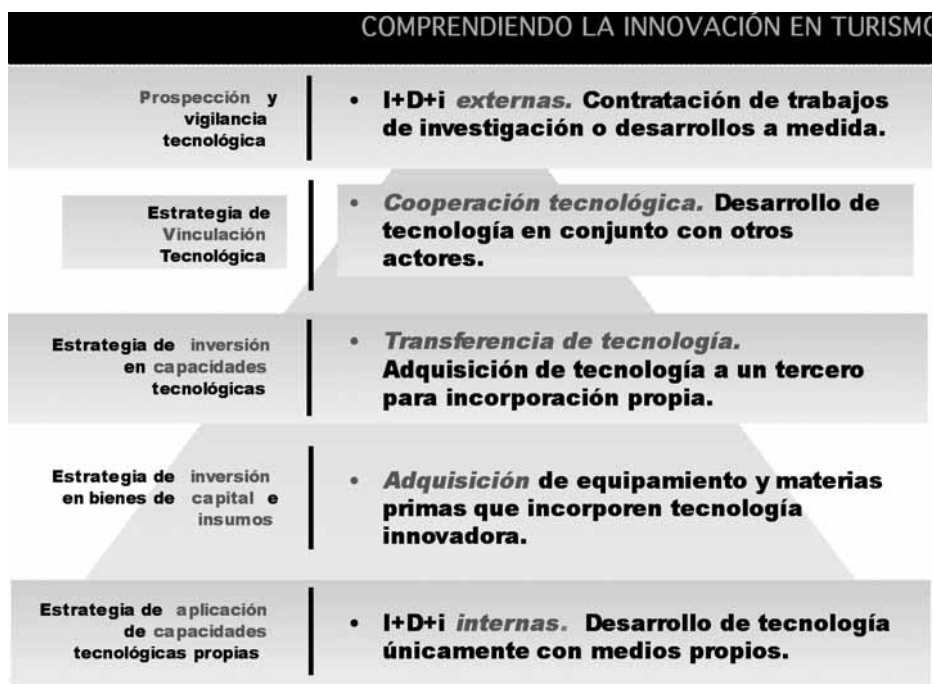 COMPRENDIENDO LA INNOVACIÓN EN TURISMO
Prospección y
vigilancia
tecnológica
• I+D+i externas. Contratación de trabajos
de investigación o desarrollos a medida.
Estrategia de
Vinculación
Tecnológica
• Cooperación tecnológica. Desarrollo de
tecnología en conjunto con otros
actores.
Estrategia de inversión
en capacidades
tecnológicas
• Transferencia de tecnología.
Adquisición de tecnología a un tercero
para incorporación propia.
Estrategia de inversión
en bienes de capital e
insumos
• Adquisición de equipamiento y materias
primas que incorporen tecnología
innovadora.
Estrategia de aplicación
de capacidades
tecnológicas propias
• I+D+i internas. Desarrollo de tecnología
únicamente con medios propios.